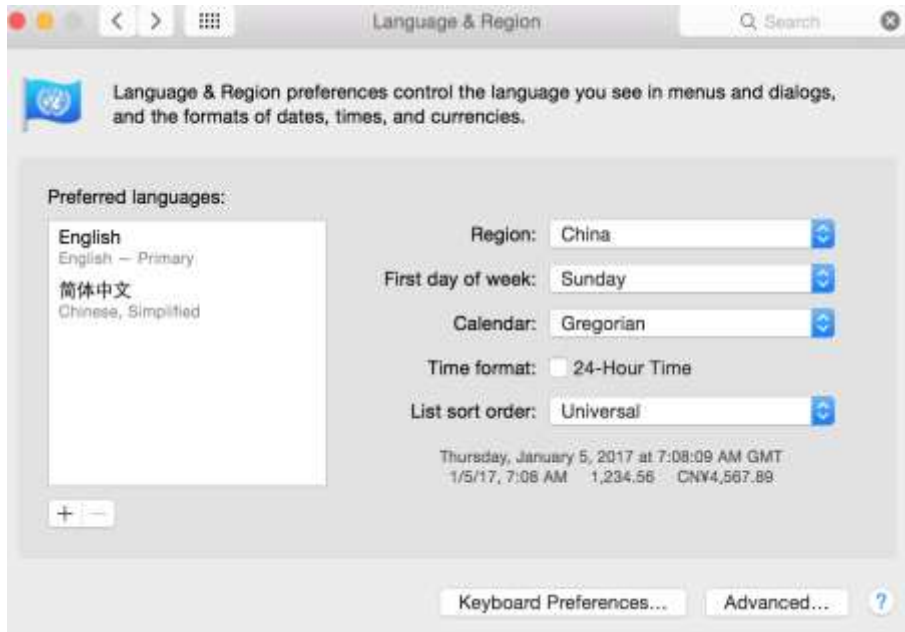 Language & Region
Search
Language & Region preferences control the language you see in menus and dialogs,
and the formats of dates, times, and currencies.
Preferred languages:
English
English — Primary
简体中文
Chinese, Simplified
Region: China
First day of week: Sunday
Calendar: Gregorian
Time format: 24-Hour Time
List sort order: Universal
Thursday, January 5, 2017 at 7:08:09 AM GMT
1/5/17, 7:08 AM 1,234.56 CN¥4,567.89
+ −
Keyboard Preferences... Advanced... ?